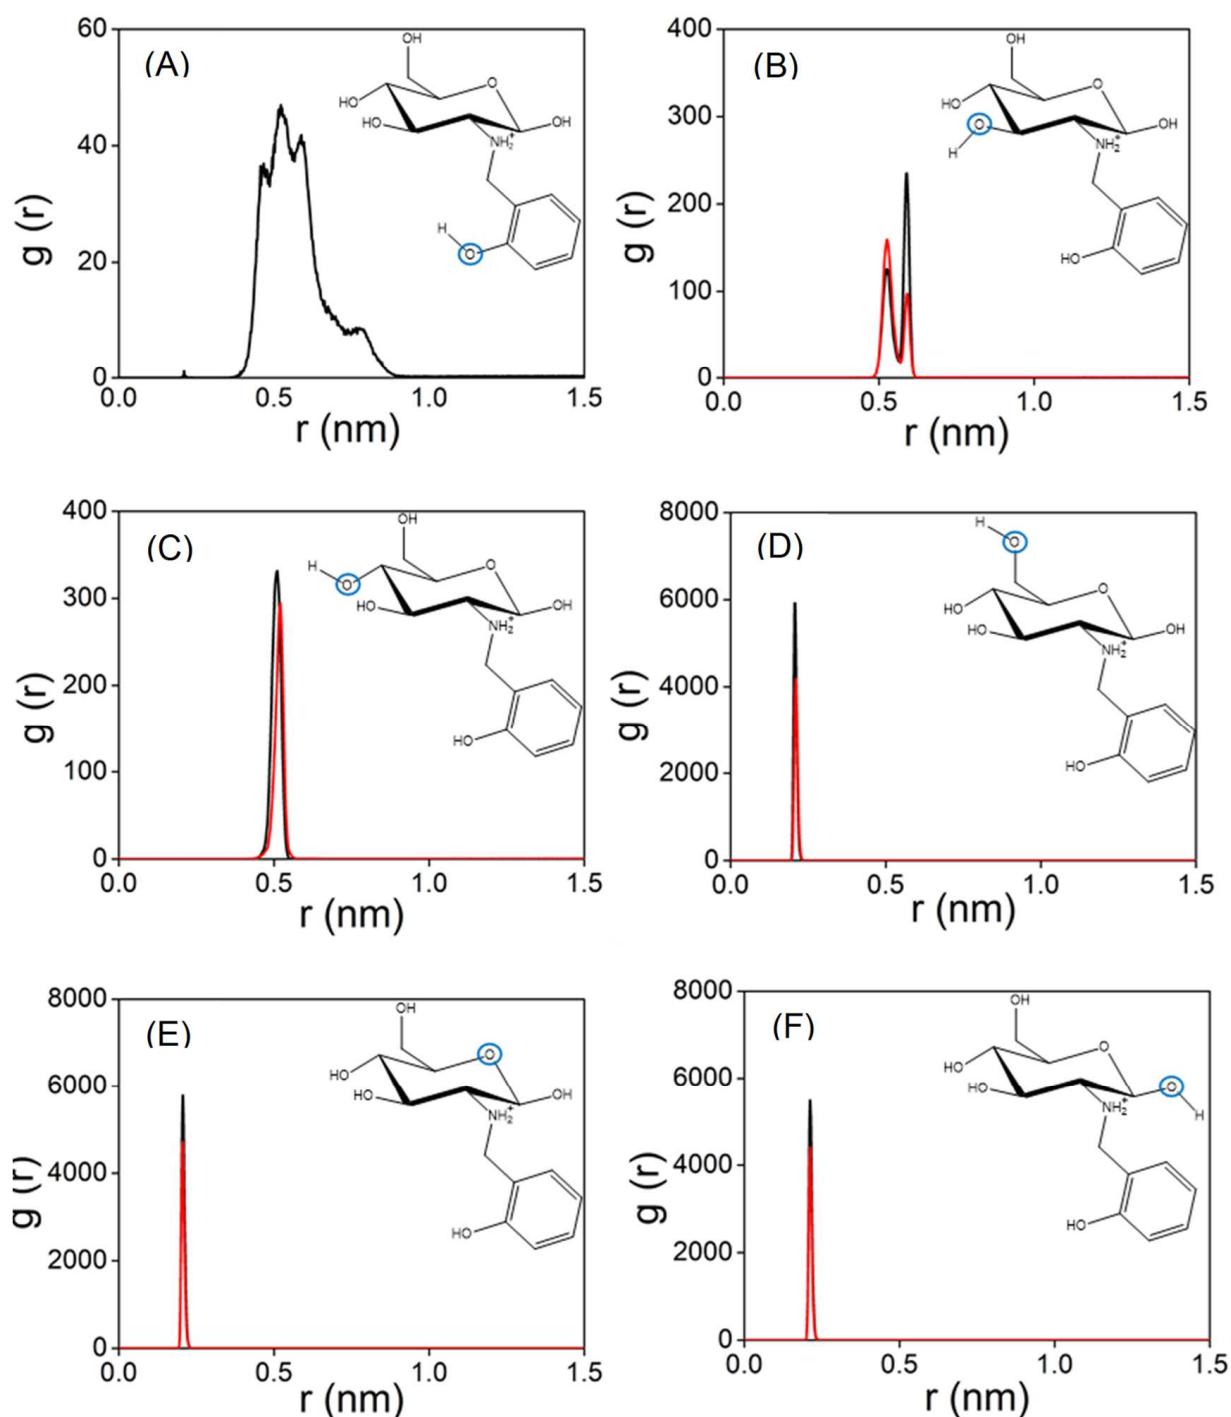 60
40
20
0
g (r)
(A)
OH
O
HO
HO
OH
NH₂⁺
H
O
0.0 0.5 1.0 1.5
r (nm)
400
300
200
100
0
g (r)
(B)
OH
O
HO
O
OH
H
NH₂⁺
HO
0.0 0.5 1.0 1.5
r (nm)
400
300
200
100
0
g (r)
(C)
OH
H
O
O
HO
OH
NH₂⁺
HO
0.0 0.5 1.0 1.5
r (nm)
8000
6000
4000
2000
0
g (r)
(D)
H
O
O
HO
HO
OH
NH₂⁺
HO
0.0 0.5 1.0 1.5
r (nm)
8000
6000
4000
2000
0
g (r)
(E)
OH
O
HO
HO
OH
NH₂⁺
HO
0.0 0.5 1.0 1.5
r (nm)
8000
6000
4000
2000
0
g (r)
(F)
OH
O
HO
HO
O
H
NH₂⁺
HO
0.0 0.5 1.0 1.5
r (nm)